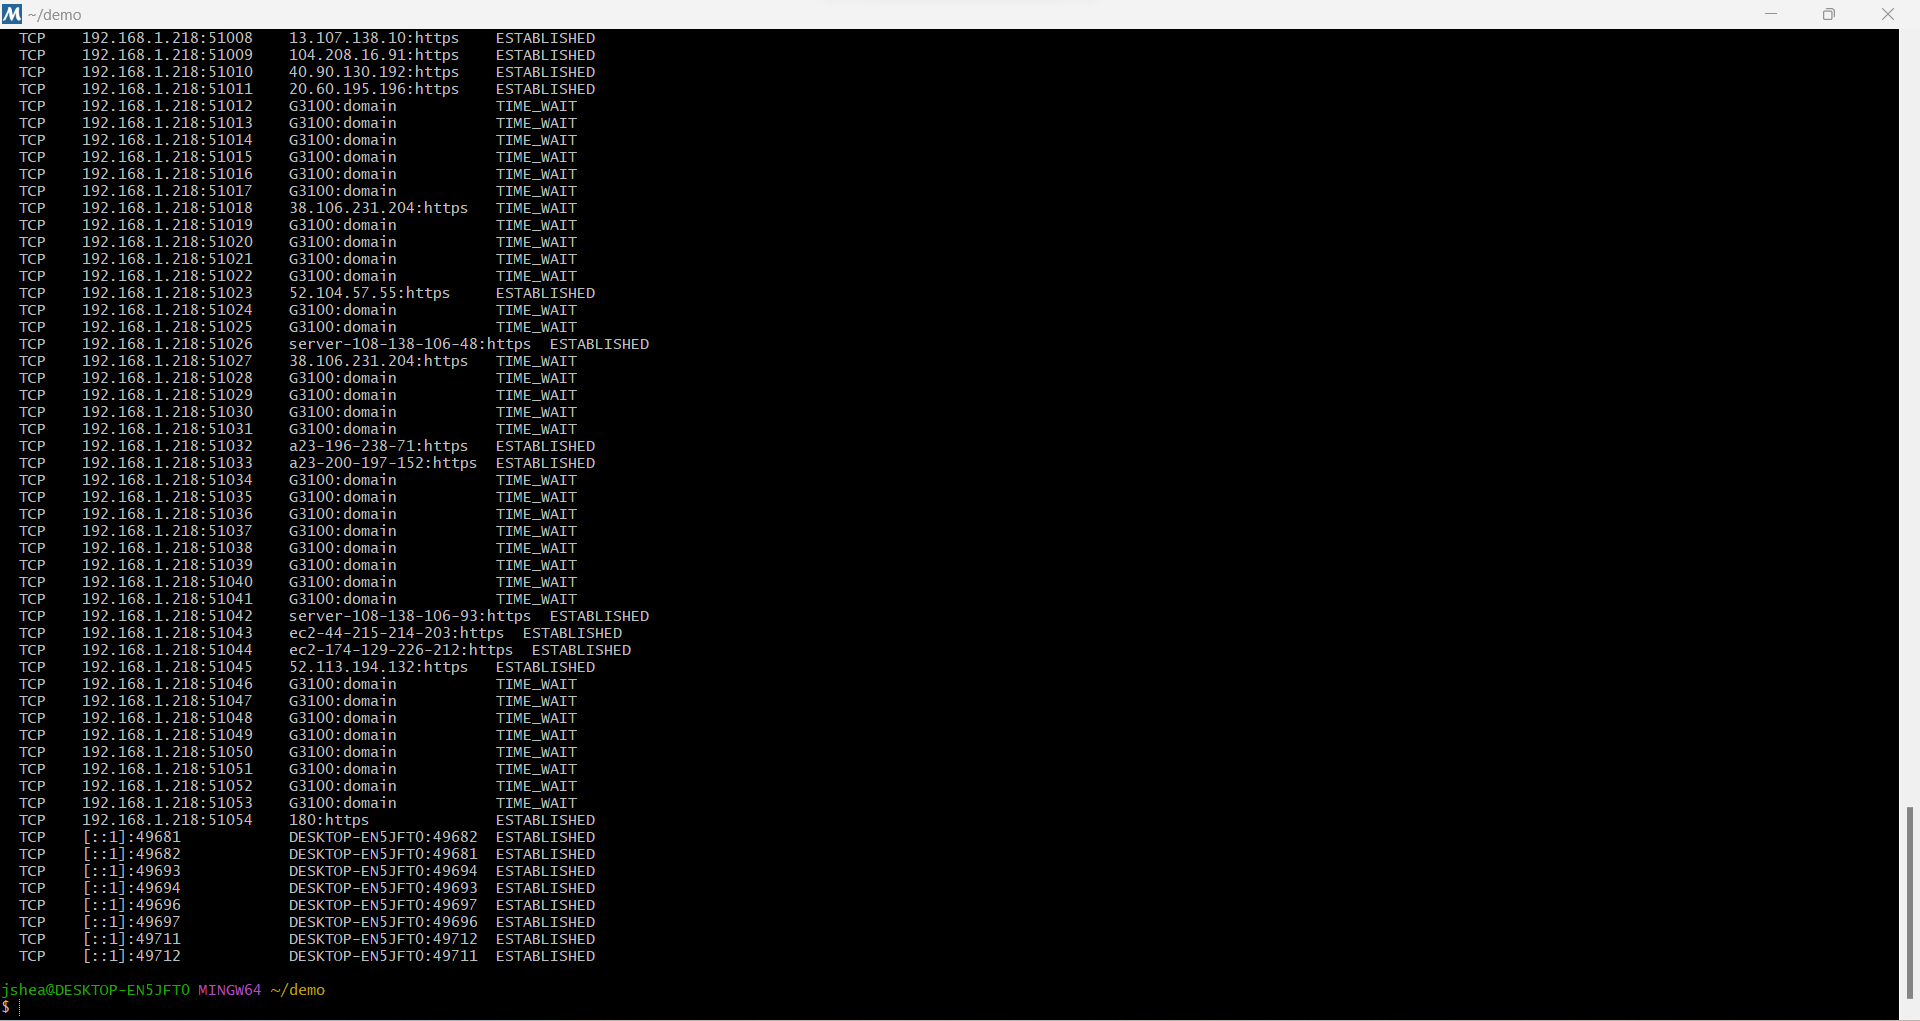 ~/demo
TCP    192.168.1.218:51008    13.107.138.10:https    ESTABLISHED
TCP    192.168.1.218:51009    104.208.16.91:https    ESTABLISHED
TCP    192.168.1.218:51010    40.90.130.192:https    ESTABLISHED
TCP    192.168.1.218:51011    20.60.195.196:https    ESTABLISHED
TCP    192.168.1.218:51012    G3100:domain           TIME_WAIT
TCP    192.168.1.218:51013    G3100:domain           TIME_WAIT
TCP    192.168.1.218:51014    G3100:domain           TIME_WAIT
TCP    192.168.1.218:51015    G3100:domain           TIME_WAIT
TCP    192.168.1.218:51016    G3100:domain           TIME_WAIT
TCP    192.168.1.218:51017    G3100:domain           TIME_WAIT
TCP    192.168.1.218:51018    38.106.231.204:https   TIME_WAIT
TCP    192.168.1.218:51019    G3100:domain           TIME_WAIT
TCP    192.168.1.218:51020    G3100:domain           TIME_WAIT
TCP    192.168.1.218:51021    G3100:domain           TIME_WAIT
TCP    192.168.1.218:51022    G3100:domain           TIME_WAIT
TCP    192.168.1.218:51023    52.104.57.55:https     ESTABLISHED
TCP    192.168.1.218:51024    G3100:domain           TIME_WAIT
TCP    192.168.1.218:51025    G3100:domain           TIME_WAIT
TCP    192.168.1.218:51026    server-108-138-106-48:https  ESTABLISHED
TCP    192.168.1.218:51027    38.106.231.204:https   TIME_WAIT
TCP    192.168.1.218:51028    G3100:domain           TIME_WAIT
TCP    192.168.1.218:51029    G3100:domain           TIME_WAIT
TCP    192.168.1.218:51030    G3100:domain           TIME_WAIT
TCP    192.168.1.218:51031    G3100:domain           TIME_WAIT
TCP    192.168.1.218:51032    a23-196-238-71:https   ESTABLISHED
TCP    192.168.1.218:51033    a23-200-197-152:https  ESTABLISHED
TCP    192.168.1.218:51034    G3100:domain           TIME_WAIT
TCP    192.168.1.218:51035    G3100:domain           TIME_WAIT
TCP    192.168.1.218:51036    G3100:domain           TIME_WAIT
TCP    192.168.1.218:51037    G3100:domain           TIME_WAIT
TCP    192.168.1.218:51038    G3100:domain           TIME_WAIT
TCP    192.168.1.218:51039    G3100:domain           TIME_WAIT
TCP    192.168.1.218:51040    G3100:domain           TIME_WAIT
TCP    192.168.1.218:51041    G3100:domain           TIME_WAIT
TCP    192.168.1.218:51042    server-108-138-106-93:https  ESTABLISHED
TCP    192.168.1.218:51043    ec2-44-215-214-203:https  ESTABLISHED
TCP    192.168.1.218:51044    ec2-174-129-226-212:https  ESTABLISHED
TCP    192.168.1.218:51045    52.113.194.132:https   ESTABLISHED
TCP    192.168.1.218:51046    G3100:domain           TIME_WAIT
TCP    192.168.1.218:51047    G3100:domain           TIME_WAIT
TCP    192.168.1.218:51048    G3100:domain           TIME_WAIT
TCP    192.168.1.218:51049    G3100:domain           TIME_WAIT
TCP    192.168.1.218:51050    G3100:domain           TIME_WAIT
TCP    192.168.1.218:51051    G3100:domain           TIME_WAIT
TCP    192.168.1.218:51052    G3100:domain           TIME_WAIT
TCP    192.168.1.218:51053    G3100:domain           TIME_WAIT
TCP    192.168.1.218:51054    180:https              ESTABLISHED
TCP    [::1]:49681            DESKTOP-EN5JFTO:49682  ESTABLISHED
TCP    [::1]:49682            DESKTOP-EN5JFTO:49681  ESTABLISHED
TCP    [::1]:49693            DESKTOP-EN5JFTO:49694  ESTABLISHED
TCP    [::1]:49694            DESKTOP-EN5JFTO:49693  ESTABLISHED
TCP    [::1]:49696            DESKTOP-EN5JFTO:49697  ESTABLISHED
TCP    [::1]:49697            DESKTOP-EN5JFTO:49696  ESTABLISHED
TCP    [::1]:49711            DESKTOP-EN5JFTO:49712  ESTABLISHED
TCP    [::1]:49712            DESKTOP-EN5JFTO:49711  ESTABLISHED
jshea@DESKTOP-EN5JFTO MINGW64 ~/demo
$